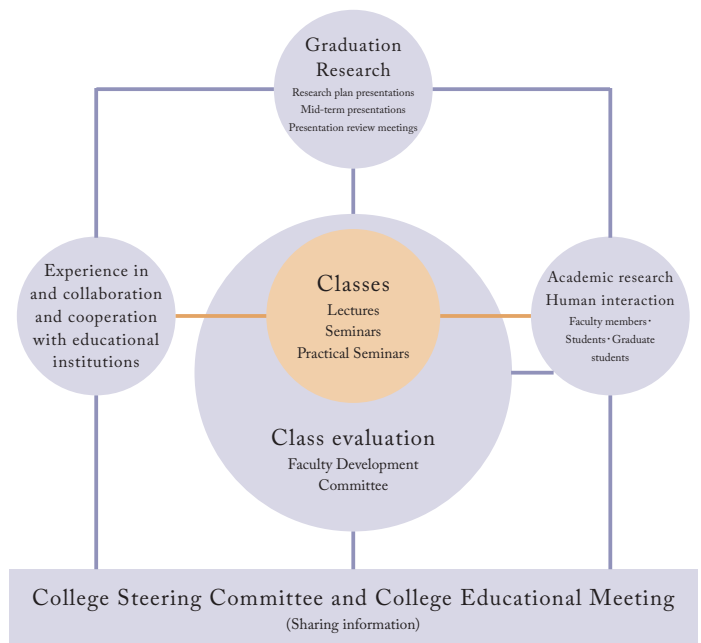 Graduation
Research
Research plan presentations
Mid-term presentations
Presentation review meetings
Experience in
and collaboration
and cooperation
with educational
institutions
Classes
Lectures
Seminars
Practical Seminars
Academic research
Human interaction
Faculty members・
Students・Graduate
students
Class evaluation
Faculty Development
Committee
College Steering Committee and College Educational Meeting
(Sharing information)